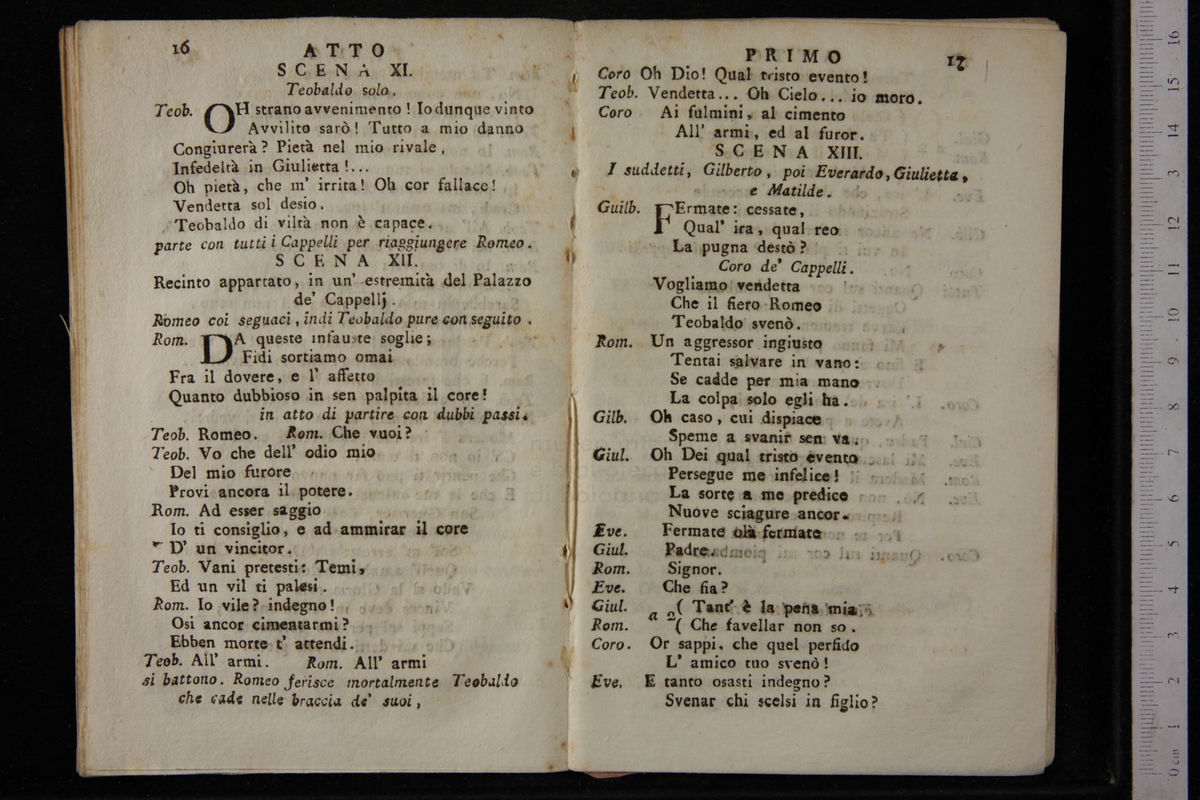 16
ATTO
SCENA XI.
Teobaldo solo.
Teob. OH strano avvenimento! Io dunque vinto
Avvilito sarò! Tutto a mio danno
Congiurerà? Pietà nel mio rivale,
Infedeltà in Giulietta!...
Oh pietà, che m' irrita! Oh cor fallace!
Vendetta sol desio.
Teobaldo di viltà non è capace.
parte con tutti i Cappelli per riaggiungere Romeo.
SCENA XII.
Recinto appartato, in un' estremità del Palazzo
de' Cappellj.
Romeo coi seguaci, indi Teobaldo pure con seguito.
Rom. DA queste infauste soglie;
Fidi sortiamo omai
Fra il dovere, e l' affetto
Quanto dubbioso in sen palpita il core!
in atto di partire con dubbi passi.
Teob. Romeo. Rom. Che vuoi?
Teob. Vo che dell' odio mio
Del mio furore
Provi ancora il potere.
Rom. Ad esser saggio
Io ti consiglio, e ad ammirar il core
D' un vincitor.
Teob. Vani pretesti: Temi,
Ed un vil ti palesi.
Rom. Io vile? indegno!
Osi ancor cimentarmi?
Ebben morte t' attendi.
Teob. All' armi. Rom. All' armi
si battono. Romeo ferisce mortalmente Teobaldo
che cade nelle braccia de' suoi,
PRIMO
17
Coro Oh Dio! Qual tristo evento!
Teob. Vendetta... Oh Cielo... io moro.
Coro Ai fulmini, al cimento
All' armi, ed al furor.
SCENA XIII.
I suddetti, Gilberto, poi Everardo, Giulietta,
e Matilde.
Guilb. FErmate: cessate,
Qual' ira, qual reo
La pugna destò?
Coro de' Cappelli.
Vogliamo vendetta
Che il fiero Romeo
Teobaldo svenò.
Rom. Un aggressor ingiusto
Tentai salvare in vano:
Se cadde per mia mano
La colpa solo egli ha.
Gilb. Oh caso, cui dispiace
Speme a svanir sen va.
Giul. Oh Dei qual tristo evento
Persegue me infelice!
La sorte a me predice
Nuove sciagure ancor.
Eve. Fermate olà fermate
Giul. Padre.
Rom. Signor.
Eve. Che fia?
Giul. a 2 ( Tant' è la pena mia,
Rom. ( Che favellar non so.
Coro. Or sappi, che quel perfido
L' amico tuo svenò!
Eve. E tanto osasti indegno?
Svenar chi scelsi in figlio?